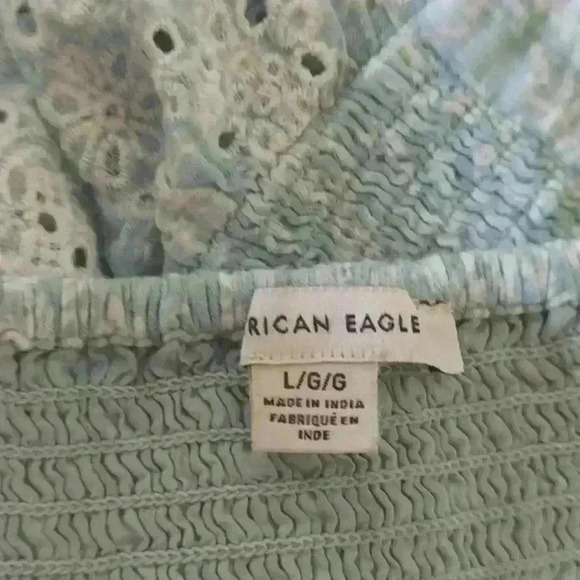 RICAN EAGLE
L/G/G
MADE IN INDIA
FABRIQUÉ EN
INDE